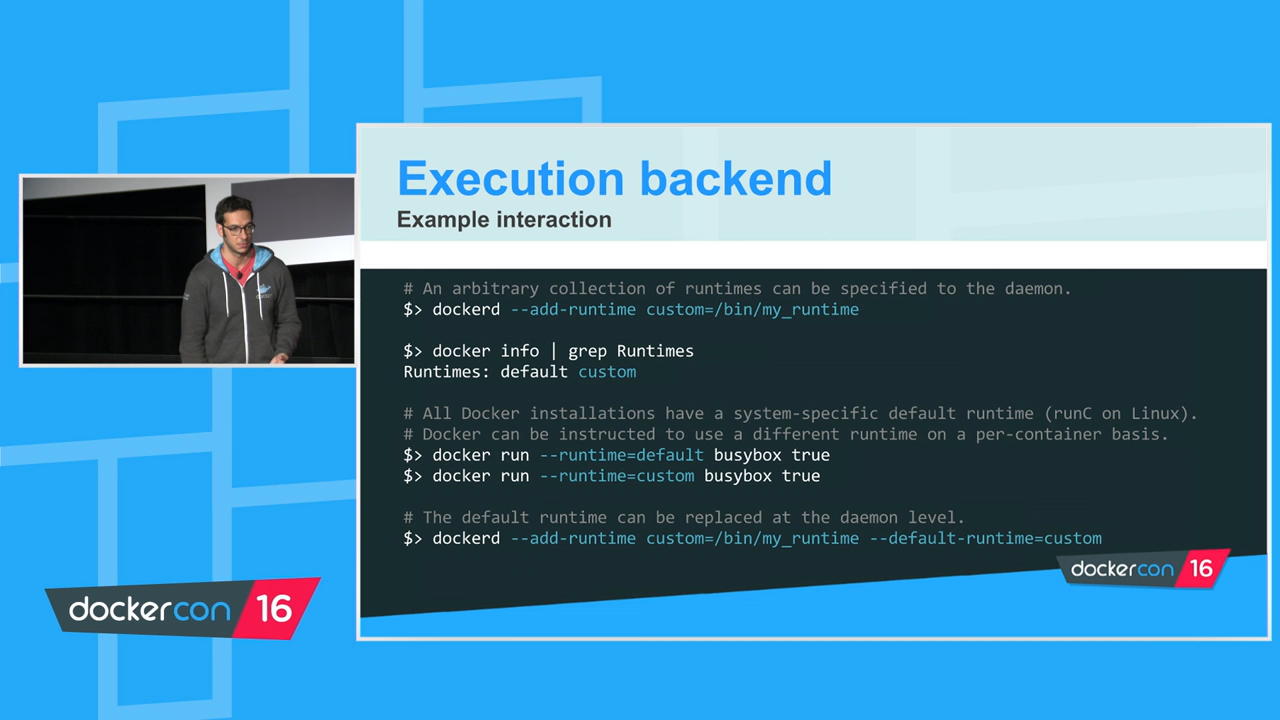 Execution backend
Example interaction
# An arbitrary collection of runtimes can be specified to the daemon.
$> dockerd --add-runtime custom=/bin/my_runtime
$> docker info | grep Runtimes
Runtimes: default custom
# All Docker installations have a system-specific default runtime (runC on Linux).
# Docker can be instructed to use a different runtime on a per-container basis.
$> docker run --runtime=default busybox true
$> docker run --runtime=custom busybox true
# The default runtime can be replaced at the daemon level.
$> dockerd --add-runtime custom=/bin/my_runtime --default-runtime=custom
dockercon 16
dockercon 16